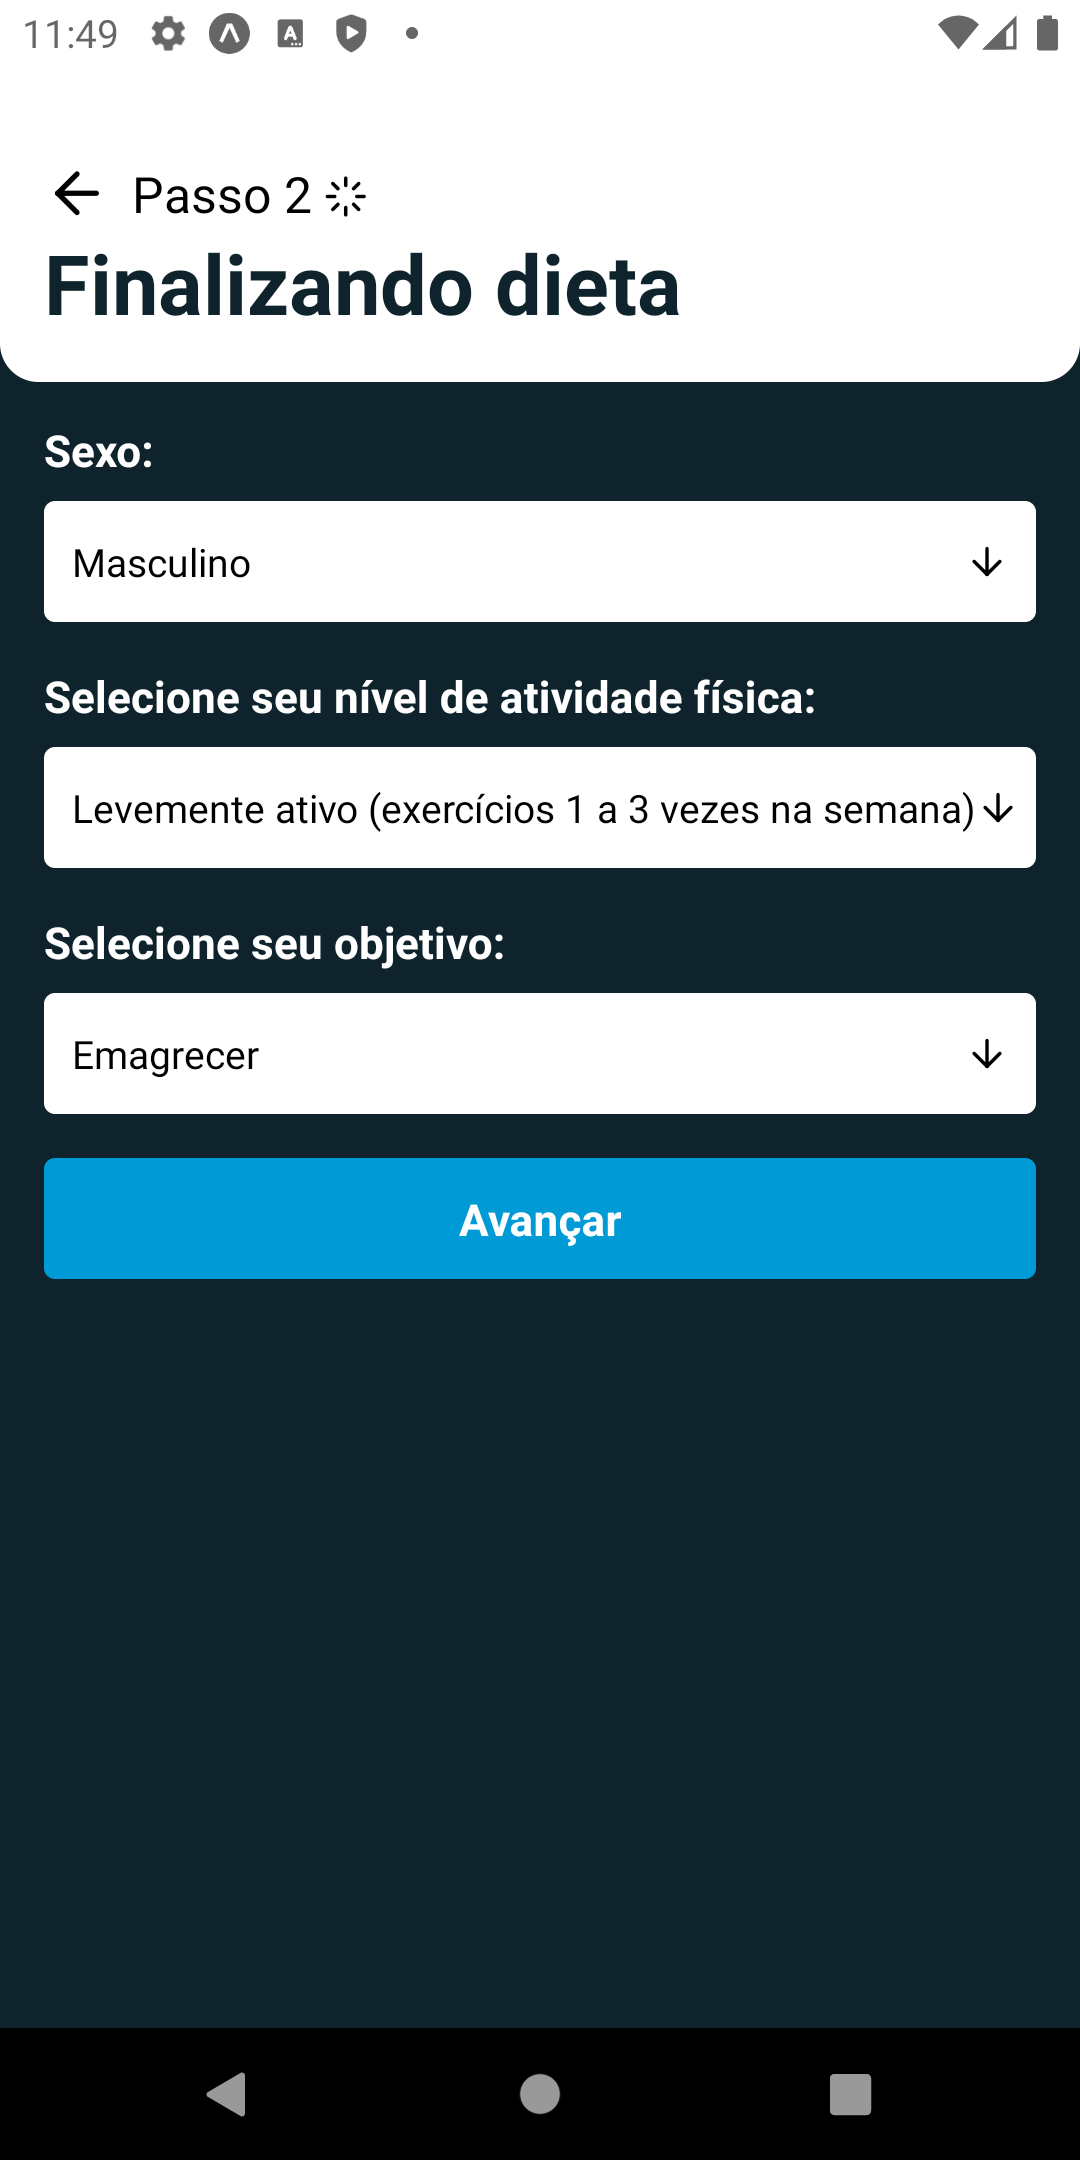 11:49
Passo 2
Finalizando dieta
Sexo:
Masculino
Selecione seu nível de atividade física:
Levemente ativo (exercícios 1 a 3 vezes na semana)
Selecione seu objetivo:
Emagrecer
Avançar